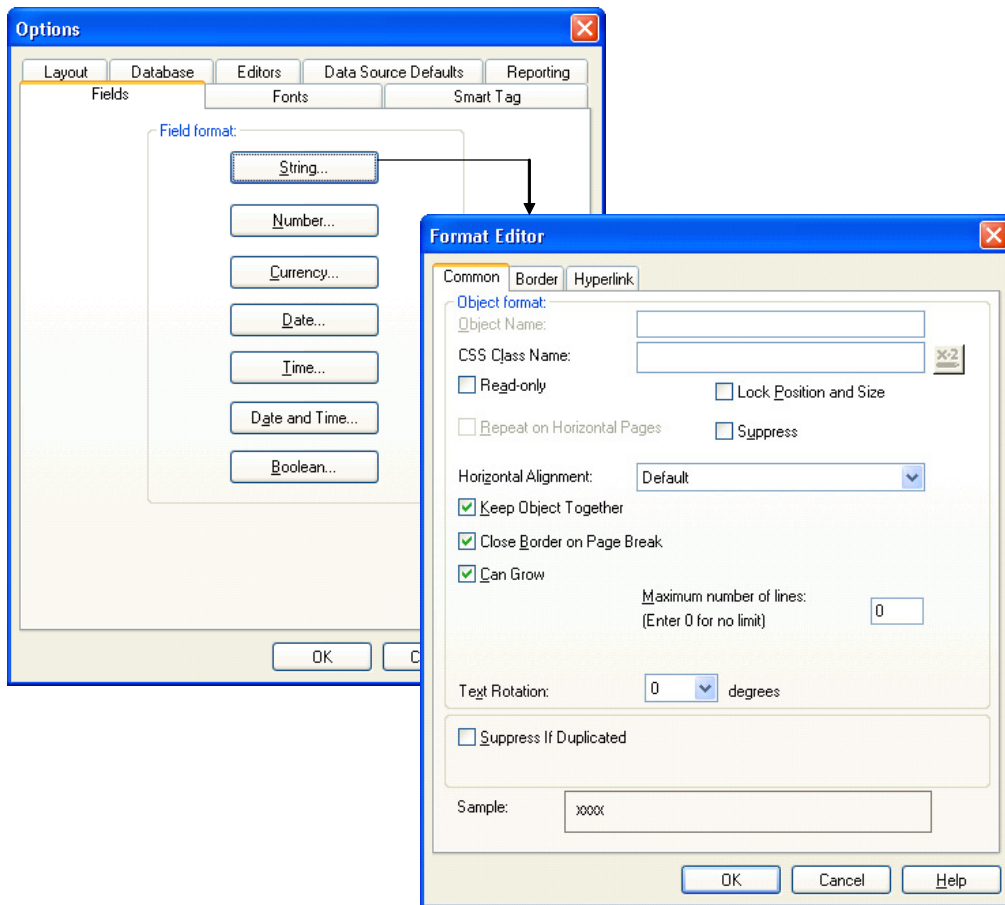 Options
Layout Database Editors Data Source Defaults Reporting
Fields Fonts Smart Tag
Field format:
String...
Number...
Currency...
Date...
Time...
Date and Time...
Boolean...
OK C
Format Editor
Common Border Hyperlink
Object format:
Object Name:
CSS Class Name:
X+2
Read-only Lock Position and Size
Repeat on Horizontal Pages Suppress
Horizontal Alignment: Default
Keep Object Together
Close Border on Page Break
Can Grow
Maximum number of lines: 0
(Enter 0 for no limit)
Text Rotation: 0 degrees
Suppress If Duplicated
Sample: xxxx
OK Cancel Help